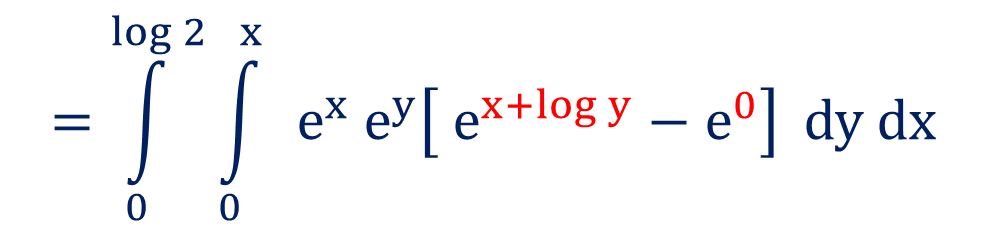 = ∫₀^{log 2} ∫₀^{x} eˣ eʸ [ e^{x+log y} − e⁰ ] dy dx